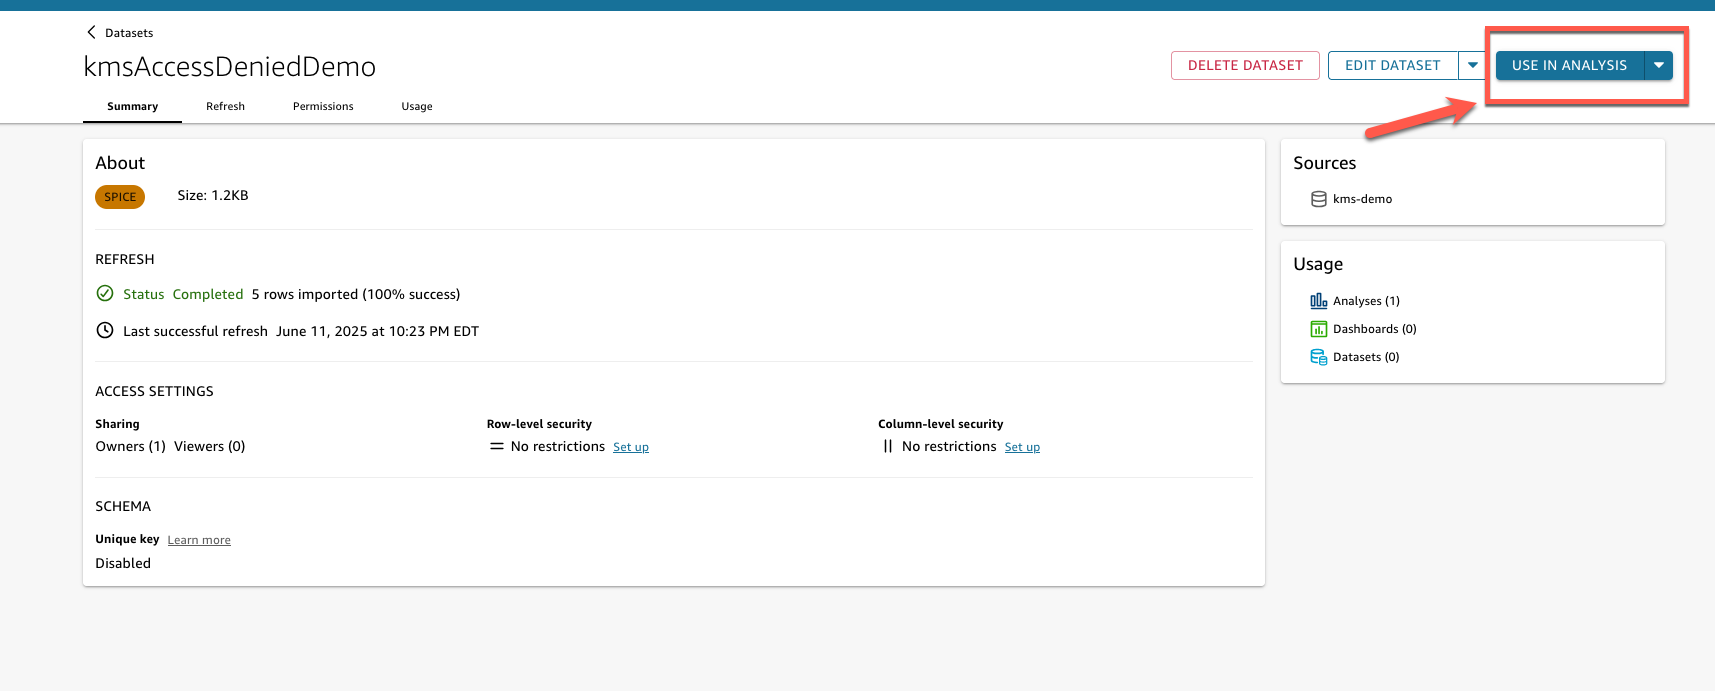 Datasets
kmsAccessDeniedDemo
DELETE DATASET
EDIT DATASET
USE IN ANALYSIS
Summary
Refresh
Permissions
Usage
About
SPICE
Size: 1.2KB
REFRESH
Status Completed 5 rows imported (100% success)
Last successful refresh June 11, 2025 at 10:23 PM EDT
ACCESS SETTINGS
Sharing
Owners (1) Viewers (0)
Row-level security
No restrictions Set up
Column-level security
No restrictions Set up
SCHEMA
Unique key Learn more
Disabled
Sources
kms-demo
Usage
Analyses (1)
Dashboards (0)
Datasets (0)